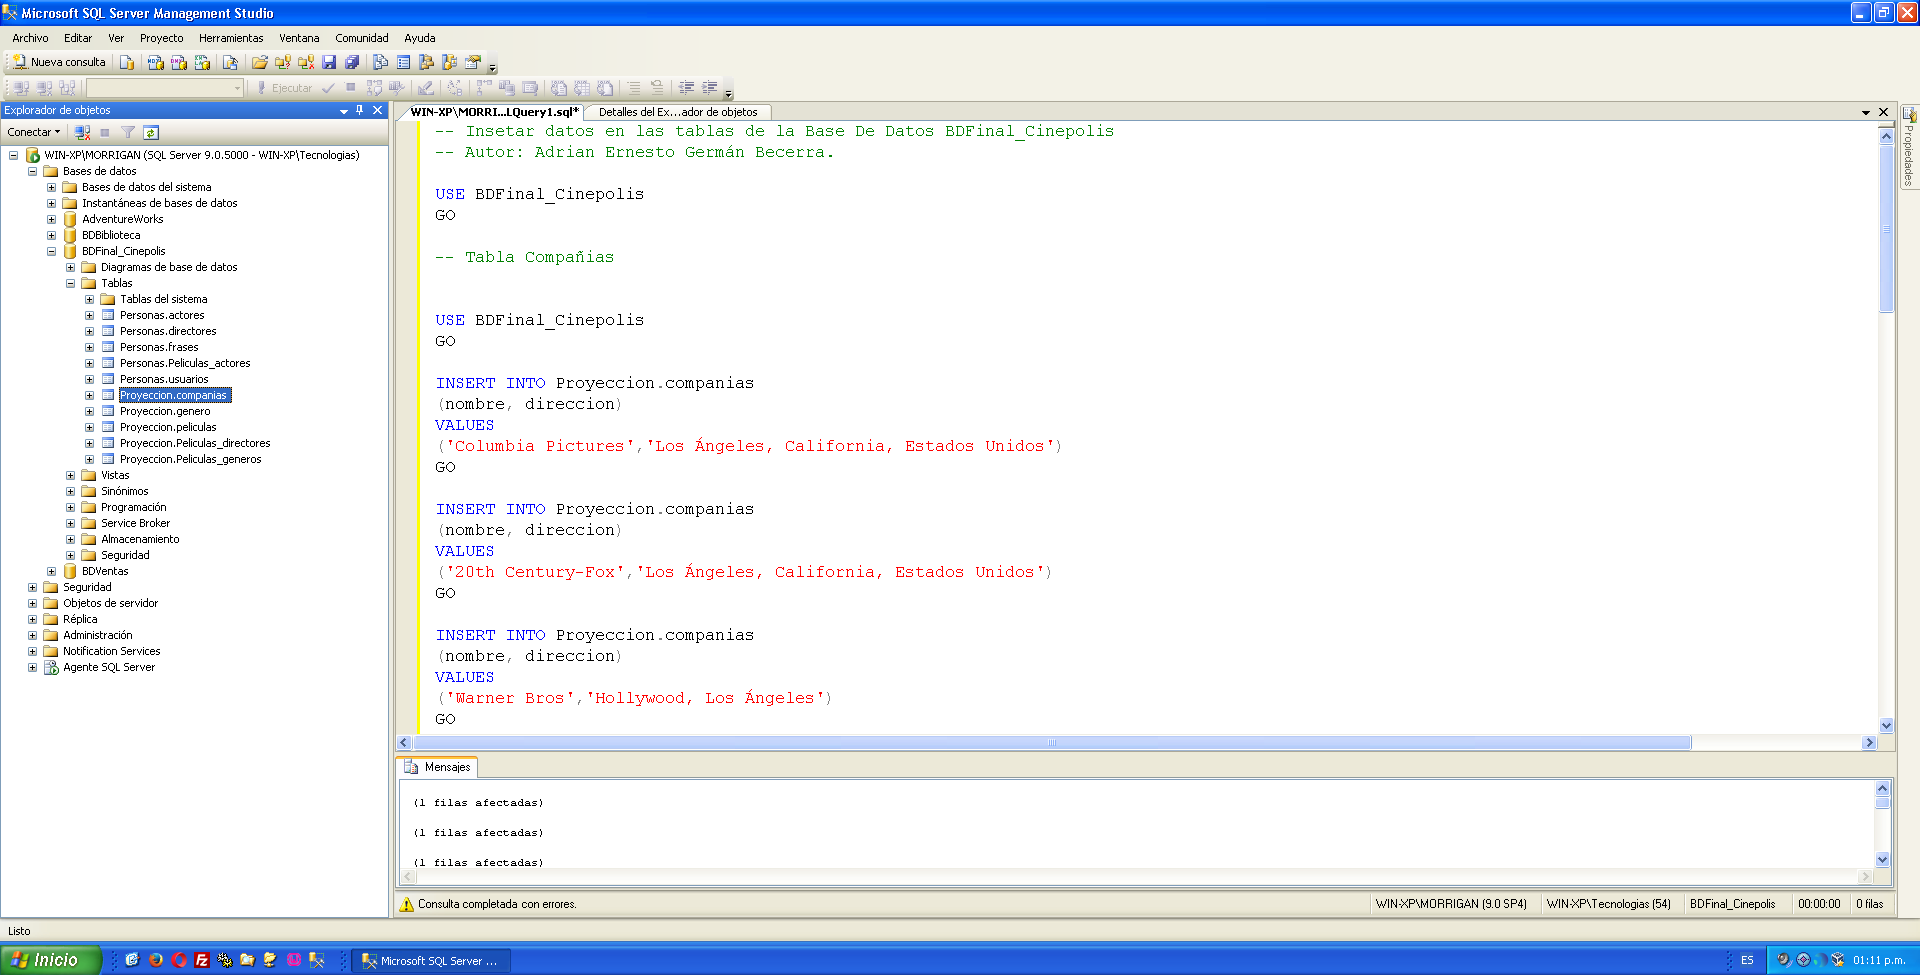 Microsoft SQL Server Management Studio
Archivo Editar Ver Proyecto Herramientas Ventana Comunidad Ayuda
Nueva consulta
Ejecutar
Explorador de objetos
Conectar
WIN-XP\MORRIGAN (SQL Server 9.0.5000 - WIN-XP\Tecnologias)
Bases de datos
Bases de datos del sistema
Instantáneas de bases de datos
AdventureWorks
BDBiblioteca
BDFinal_Cinepolis
Diagramas de base de datos
Tablas
Tablas del sistema
Personas.actores
Personas.directores
Personas.frases
Personas.Peliculas_actores
Personas.usuarios
Proyeccion.companias
Proyeccion.genero
Proyeccion.peliculas
Proyeccion.Peliculas_directores
Proyeccion.Peliculas_generos
Vistas
Sinónimos
Programación
Service Broker
Almacenamiento
Seguridad
BDVentas
Seguridad
Objetos de servidor
Réplica
Administración
Notification Services
Agente SQL Server
WIN-XP\MORRI...LQuery1.sql* Detalles del Ex...ador de objetos
-- Insetar datos en las tablas de la Base De Datos BDFinal_Cinepolis
-- Autor: Adrian Ernesto Germán Becerra.
USE BDFinal_Cinepolis
GO
-- Tabla Compañias
USE BDFinal_Cinepolis
GO
INSERT INTO Proyeccion.companias
(nombre, direccion)
VALUES
('Columbia Pictures','Los Ángeles, California, Estados Unidos')
GO
INSERT INTO Proyeccion.companias
(nombre, direccion)
VALUES
('20th Century-Fox','Los Ángeles, California, Estados Unidos')
GO
INSERT INTO Proyeccion.companias
(nombre, direccion)
VALUES
('Warner Bros','Hollywood, Los Ángeles')
GO
Propiedades
Mensajes
(1 filas afectadas)
(1 filas afectadas)
(1 filas afectadas)
Consulta completada con errores.
WIN-XP\MORRIGAN (9.0 SP4) WIN-XP\Tecnologias (54) BDFinal_Cinepolis 00:00:00 0 filas
Listo
Inicio
Microsoft SQL Server ...
ES
01:11 p.m.